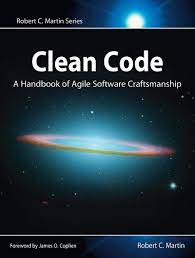 Robert C. Martin Series
Clean Code
A Handbook of Agile Software Craftsmanship
Foreword by James O. Coplien
Robert C. Martin